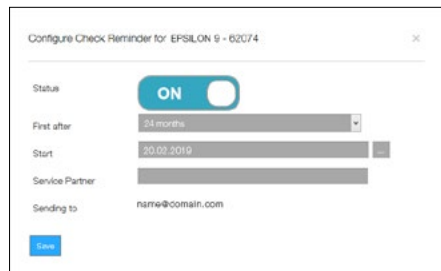 Configure Check Reminder for EPSILON 9 - 62074 ×
Status ON
First after 24 months
Start 20.02.2019 ...
Service Partner
Sending to name@domain.com
Save